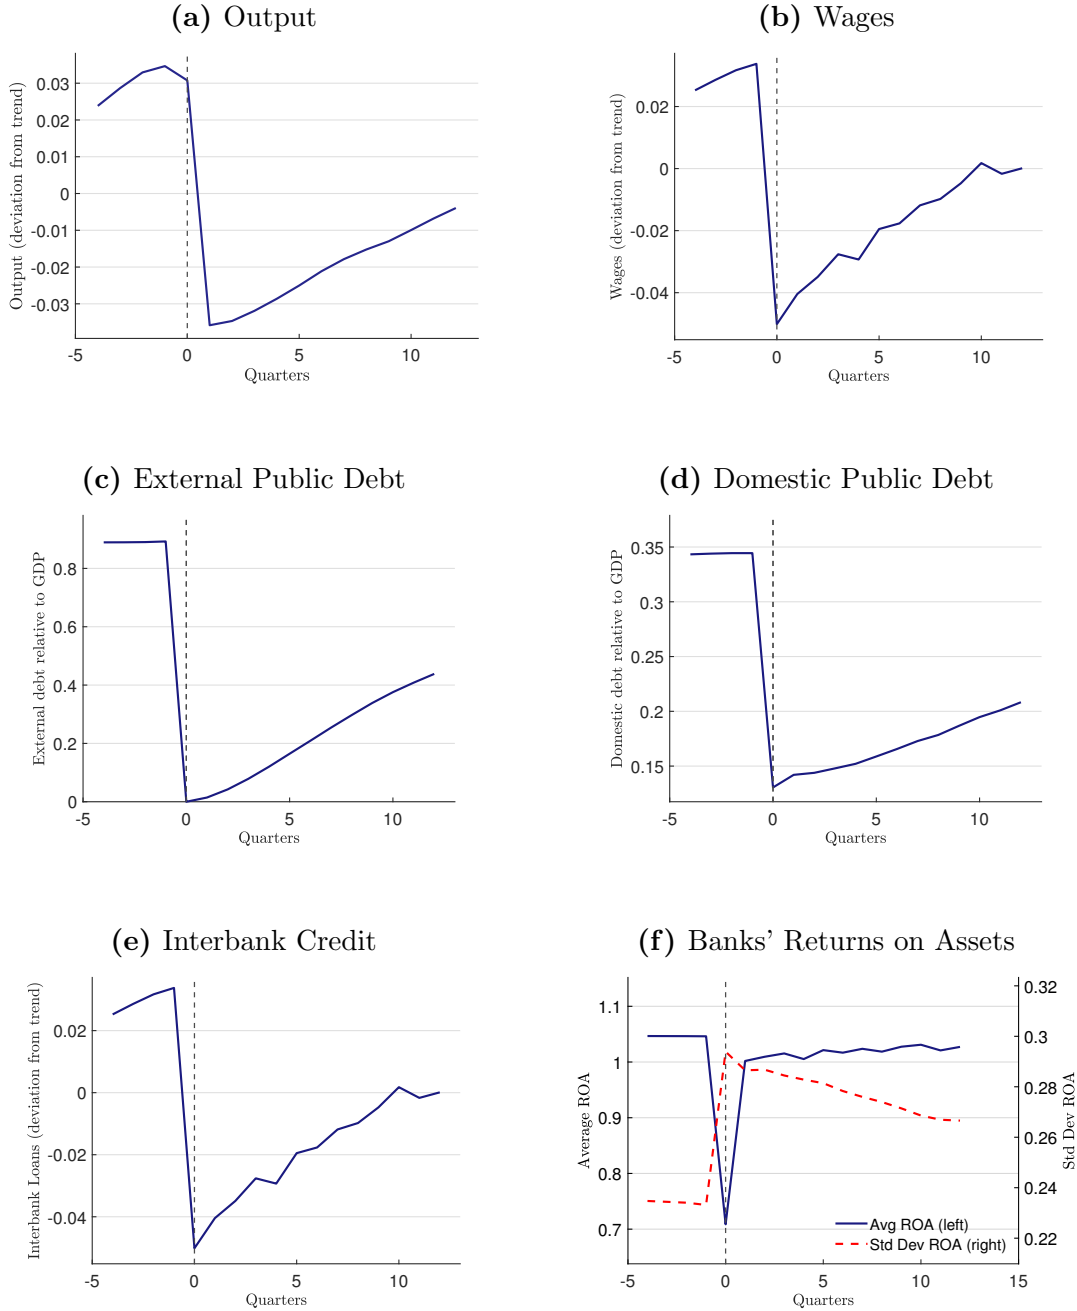 (a) Output
(b) Wages
Output (deviation from trend)
0.03
0.02
0.01
0
-0.01
-0.02
-0.03
-5
0
5
10
Quarters
Wages (deviation from trend)
0.02
0
-0.02
-0.04
-5
0
5
10
Quarters
(c) External Public Debt
(d) Domestic Public Debt
External debt relative to GDP
0.8
0.6
0.4
0.2
0
-5
0
5
10
Quarters
Domestic debt relative to GDP
0.35
0.3
0.25
0.2
0.15
-5
0
5
10
Quarters
(e) Interbank Credit
(f) Banks' Returns on Assets
Interbank Loans (deviation from trend)
0.02
0
-0.02
-0.04
-5
0
5
10
Quarters
Average ROA
1.1
1
0.9
0.8
0.7
0.32
0.3
0.28
0.26
0.24
0.22
Std Dev ROA
Avg ROA (left)
Std Dev ROA (right)
-5
0
5
10
15
Quarters